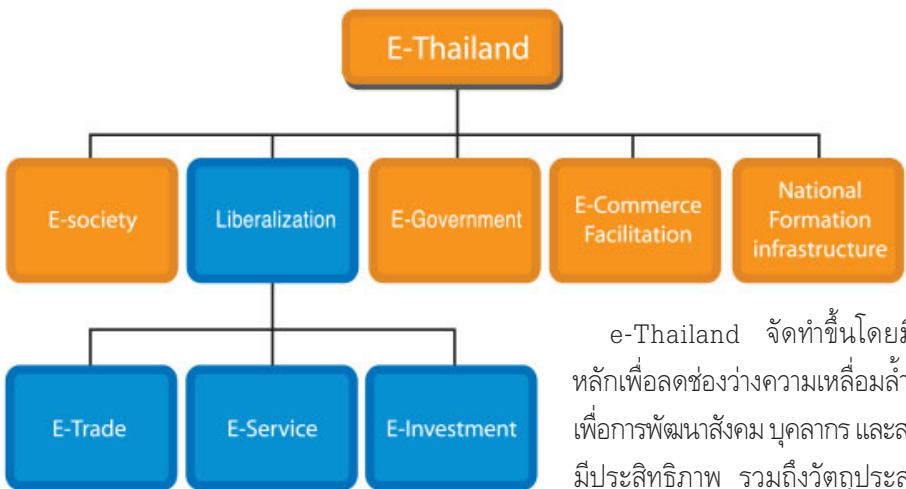 E-Thailand
E-society
Liberalization
E-Government
E-Commerce
Facilitation
National
Formation
infrastructure
E-Trade
E-Service
E-Investment
e-Thailand จัดทำขึ้นโดยมี
หลักเพื่อลดช่องว่างความเหลื่อมล้ำ
เพื่อการพัฒนาสังคม บุคลากร และส
มีประสิทธิภาพ รวมถึงวัตถุประส